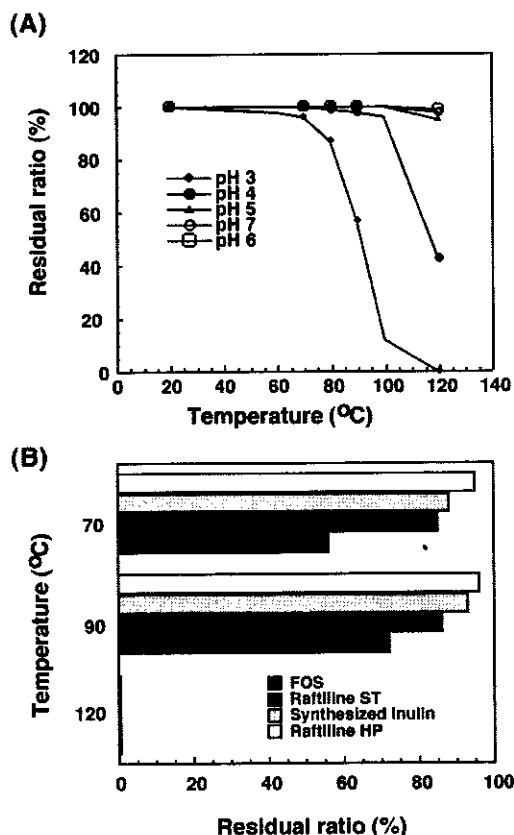 (A)
120
100
80
60
40
20
0
Residual ratio (%)
pH 3
pH 4
pH 5
pH 7
pH 6
0 20 40 60 80 100 120 140
Temperature (ºC)
(B)
Temperature (ºC)
70
90
120
FOS
Raftiline ST
Synthesized Inulin
Raftiline HP
0 20 40 60 80 100
Residual ratio (%)